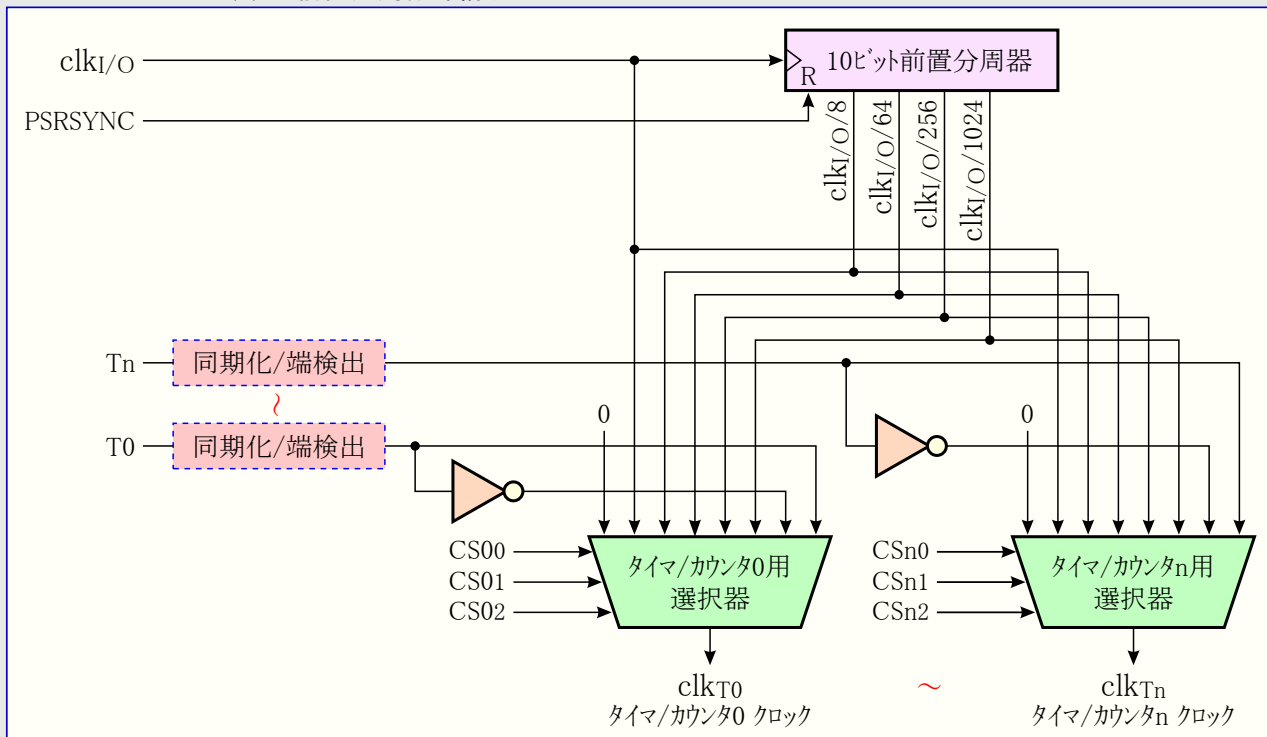 clkI/O
10ビット前置分周器
R
PSRSYNC
clkI/O/8
clkI/O/64
clkI/O/256
clkI/O/1024
Tn
同期化/端検出
~
T0
同期化/端検出
0
0
CS00
CS01
CS02
タイマ/カウンタ0用
選択器
CSn0
CSn1
CSn2
タイマ/カウンタn用
選択器
clkT0
タイマ/カウンタ0 クロック
~
clkTn
タイマ/カウンタn クロック